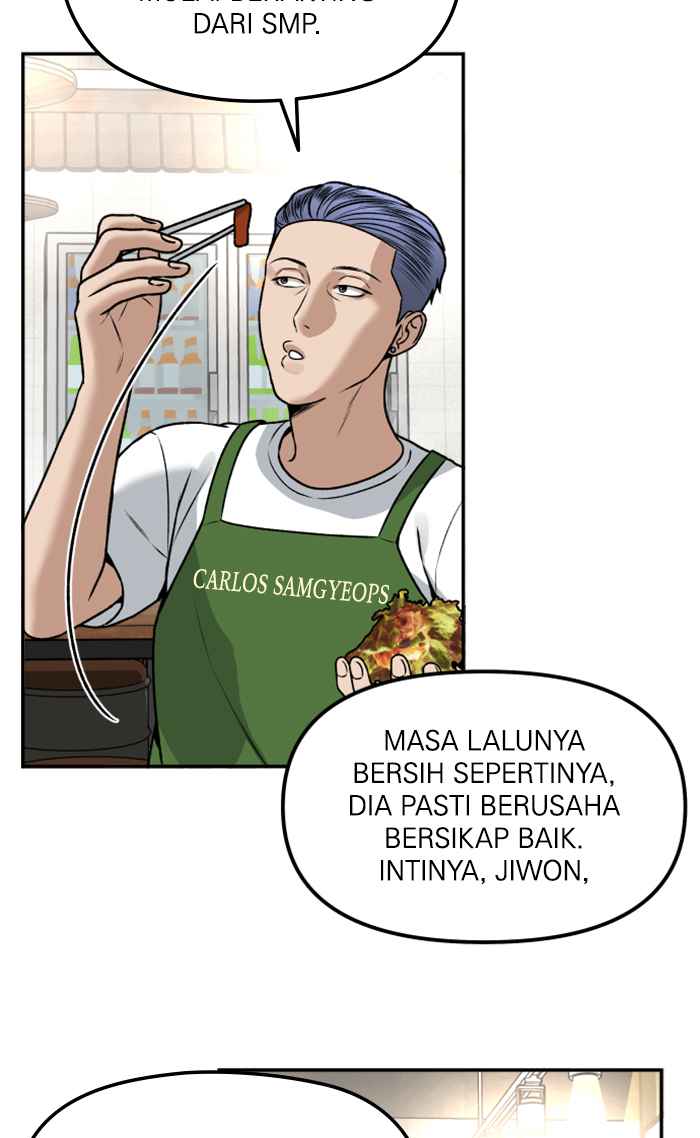 DARI SMP.
CARLOS SAMGYEOPS
MASA LALUNYA
BERSIH SEPERTINYA,
DIA PASTI BERUSAHA
BERSIKAP BAIK.
INTINYA, JIWON,